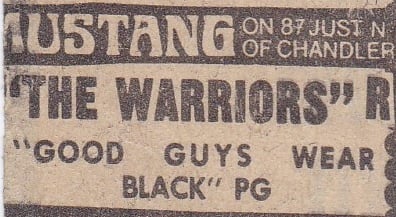 MUSTANG ON 87 JUST N
OF CHANDLER
"THE WARRIORS" R
"GOOD GUYS WEAR
BLACK" PG